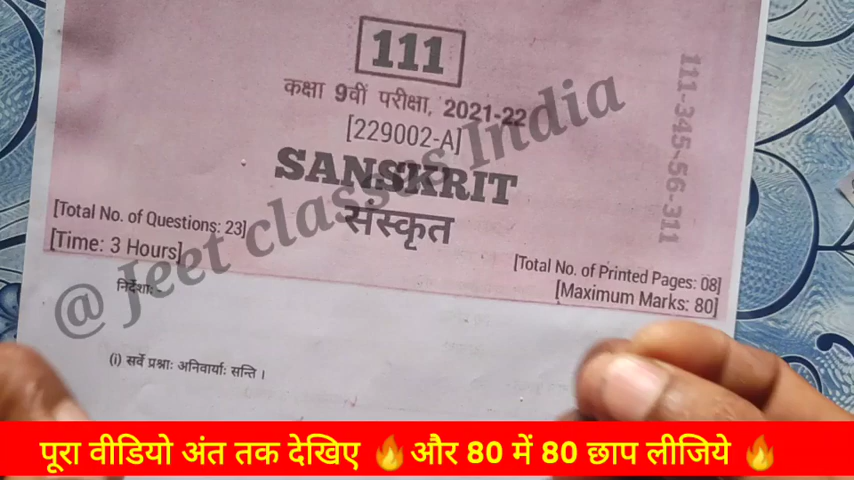 111
कक्षा 9वीं परीक्षा, 2021-22
[229002-A]
SANSKRIT
संस्कृत
111-345-56-311
[Total No. of Questions: 23]
[Time: 3 Hours]
[Total No. of Printed Pages: 08]
[Maximum Marks: 80]
@ Jeet classes India
निर्देशाः-
(i) सर्वे प्रश्नाः अनिवार्याः सन्ति ।
पूरा वीडियो अंत तक देखिए 🔥और 80 में 80 छाप लीजिये 🔥